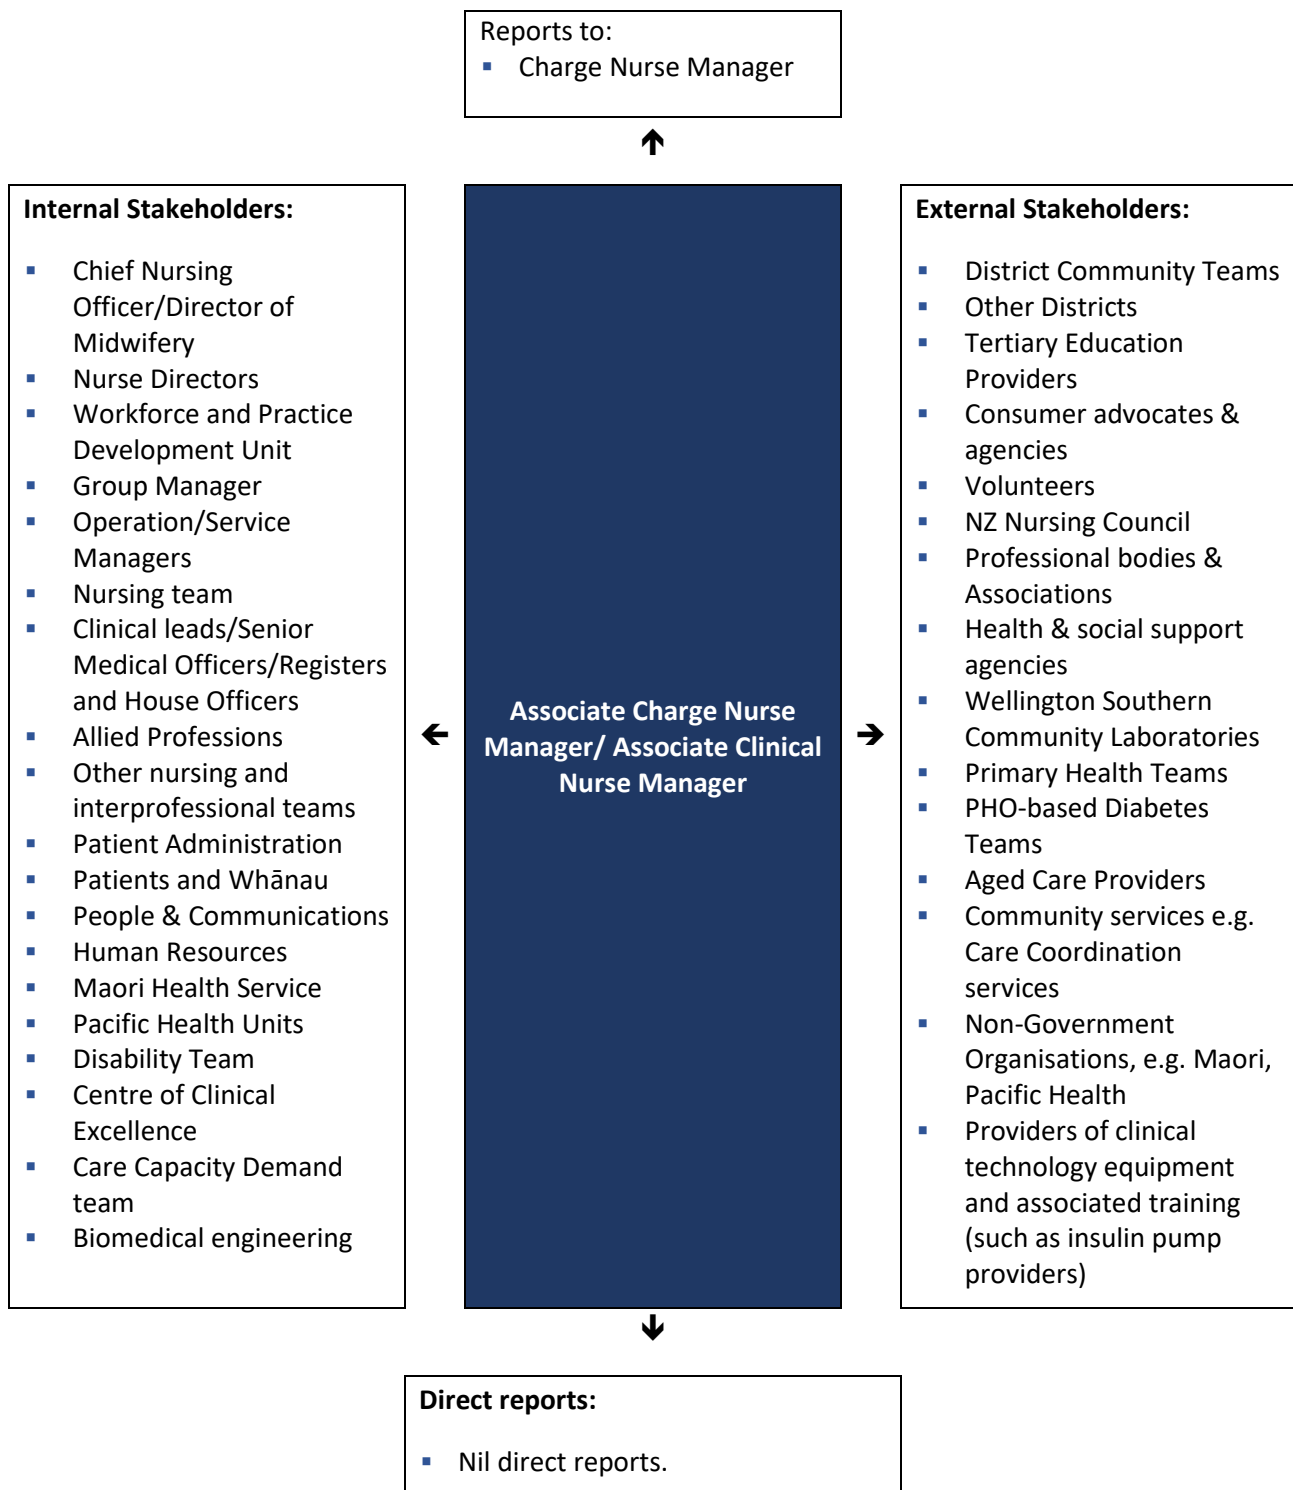 Reports to:
▪ Charge Nurse Manager
Internal Stakeholders:
▪ Chief Nursing
Officer/Director of
Midwifery
▪ Nurse Directors
▪ Workforce and Practice
Development Unit
▪ Group Manager
▪ Operation/Service
Managers
▪ Nursing team
▪ Clinical leads/Senior
Medical Officers/Registers
and House Officers
▪ Allied Professions
▪ Other nursing and
interprofessional teams
▪ Patient Administration
▪ Patients and Whānau
▪ People & Communications
▪ Human Resources
▪ Maori Health Service
▪ Pacific Health Units
▪ Disability Team
▪ Centre of Clinical
Excellence
▪ Care Capacity Demand
team
▪ Biomedical engineering
Associate Charge Nurse
Manager/ Associate Clinical
Nurse Manager
External Stakeholders:
▪ District Community Teams
▪ Other Districts
▪ Tertiary Education
Providers
▪ Consumer advocates &
agencies
▪ Volunteers
▪ NZ Nursing Council
▪ Professional bodies &
Associations
▪ Health & social support
agencies
▪ Wellington Southern
Community Laboratories
▪ Primary Health Teams
▪ PHO-based Diabetes
Teams
▪ Aged Care Providers
▪ Community services e.g.
Care Coordination
services
▪ Non-Government
Organisations, e.g. Maori,
Pacific Health
▪ Providers of clinical
technology equipment
and associated training
(such as insulin pump
providers)
Direct reports:
▪ Nil direct reports.